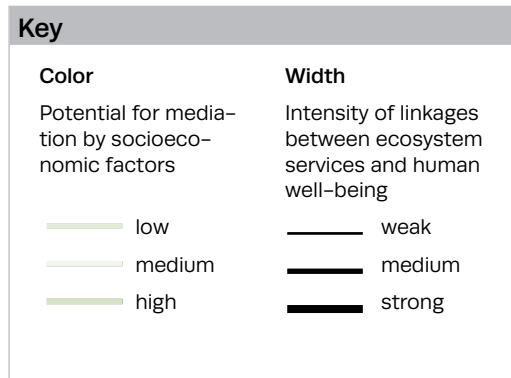 Key
Color
Potential for media-
tion by socioeco-
nomic factors
low
medium
high
Width
Intensity of linkages
between ecosystem
services and human
well-being
weak
medium
strong